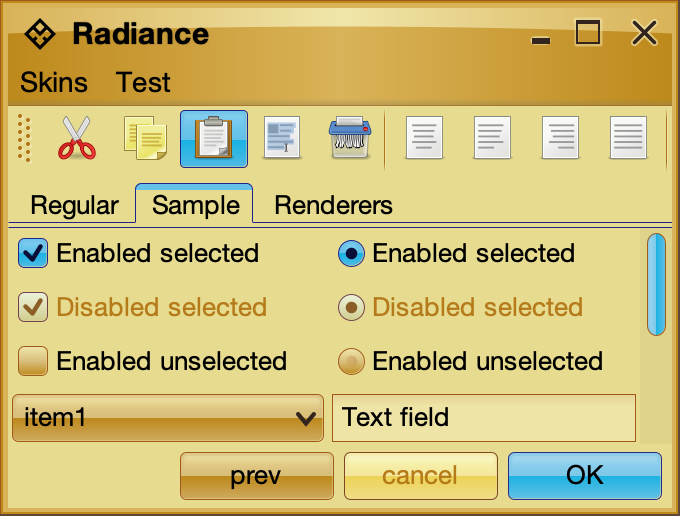 Radiance
Skins Test
Regular Sample Renderers
Enabled selected Enabled selected
Disabled selected Disabled selected
Enabled unselected Enabled unselected
item1 Text field
prev cancel OK